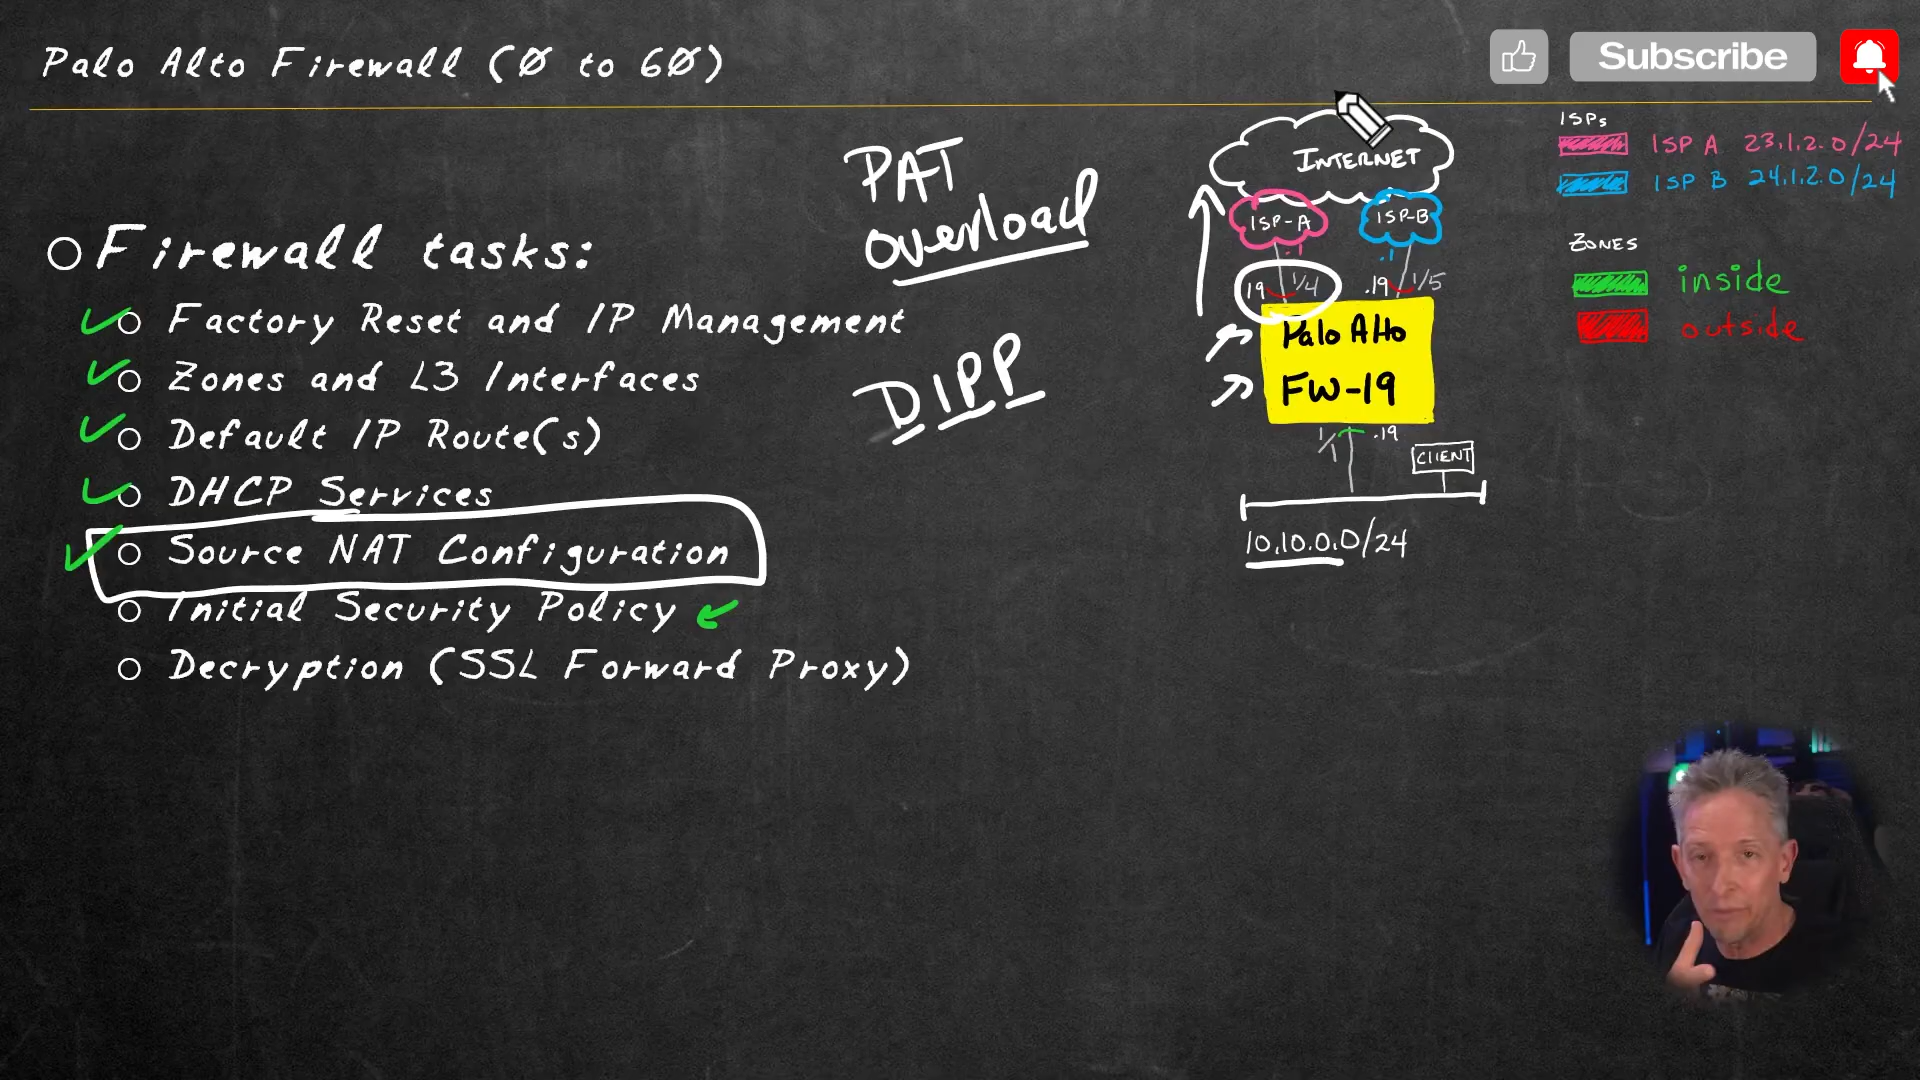 Palo Alto Firewall (0 to 60)
Subscribe
Firewall tasks:
Factory Reset and IP Management
Zones and L3 Interfaces
Default IP Route(s)
DHCP Services
Source NAT Configuration
Initial Security Policy
Decryption (SSL Forward Proxy)
PAT
overload
DIPP
INTERNET
ISP-A
ISP-B
.1
.1
19
1/4
.19
1/5
Palo Alto
FW-19
1/1
.19
CLIENT
10.10.0.0/24
ISPs
ISP A 23.1.2.0/24
ISP B 24.1.2.0/24
ZONES
inside
outside